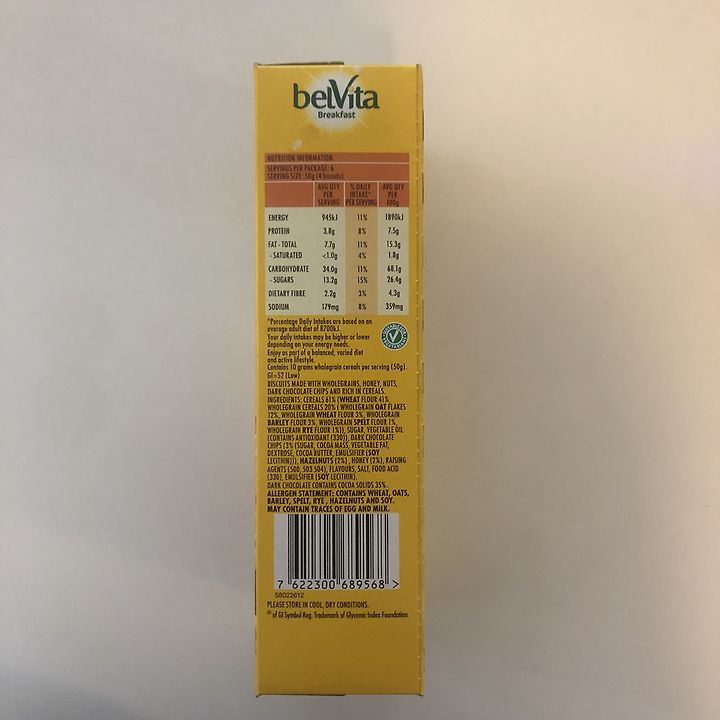 belVita
Breakfast
NUTRITION INFORMATION
SERVINGS PER PACKAGE: 6
SERVING SIZE: 50g (4 biscuits)
AVG QTY PER SERVING % DAILY INTAKE* PER SERVING AVG QTY PER 100g
ENERGY 945kJ 11% 1890kJ
PROTEIN 3.8g 8% 7.5g
FAT - TOTAL 7.7g 11% 15.3g
- SATURATED <1.0g 4% 1.8g
CARBOHYDRATE 34.0g 11% 68.1g
- SUGARS 13.2g 15% 26.4g
DIETARY FIBRE 2.2g 3% 4.3g
SODIUM 179mg 8% 359mg
*Percentage Daily Intakes are based on an
average adult diet of 8700kJ.
Your daily intakes may be higher or lower
depending on your energy needs.
Enjoy as part of a balanced, varied diet
and active lifestyle.
Contains 10 grams wholegrain cereals per serving (50g).
GI=52 (Low)
BISCUITS MADE WITH WHOLEGRAINS, HONEY, NUTS,
DARK CHOCOLATE CHIPS AND RICH IN CEREALS.
INGREDIENTS: CEREALS 61% (WHEAT FLOUR 41%,
WHOLEGRAIN CEREALS 20% ( WHOLEGRAIN OAT FLAKES
12%, WHOLEGRAIN WHEAT FLOUR 3%, WHOLEGRAIN
BARLEY FLOUR 3%, WHOLEGRAIN SPELT FLOUR 1%,
WHOLEGRAIN RYE FLOUR 1%)), SUGAR, VEGETABLE OIL
(CONTAINS ANTIOXIDANT (330)), DARK CHOCOLATE
CHIPS (3% (SUGAR, COCOA MASS, VEGETABLE FAT,
DEXTROSE, COCOA BUTTER, EMULSIFIER (SOY
LECITHIN))), HAZELNUTS (2%) , HONEY (2%), RAISING
AGENTS (500, 503 504), FLAVOURS, SALT, FOOD ACID
(330), EMULSIFIER (SOY LECITHIN).
DARK CHOCOLATE CONTAINS COCOA SOLIDS 35%.
ALLERGEN STATEMENT: CONTAINS WHEAT, OATS,
BARLEY, SPELT, RYE , HAZELNUTS AND SOY.
MAY CONTAIN TRACES OF EGG AND MILK.
7 622300 689568 >
58022612
PLEASE STORE IN COOL, DRY CONDITIONS.
® of GI Symbol Reg. Trademark of Glycemic Index Foundation.